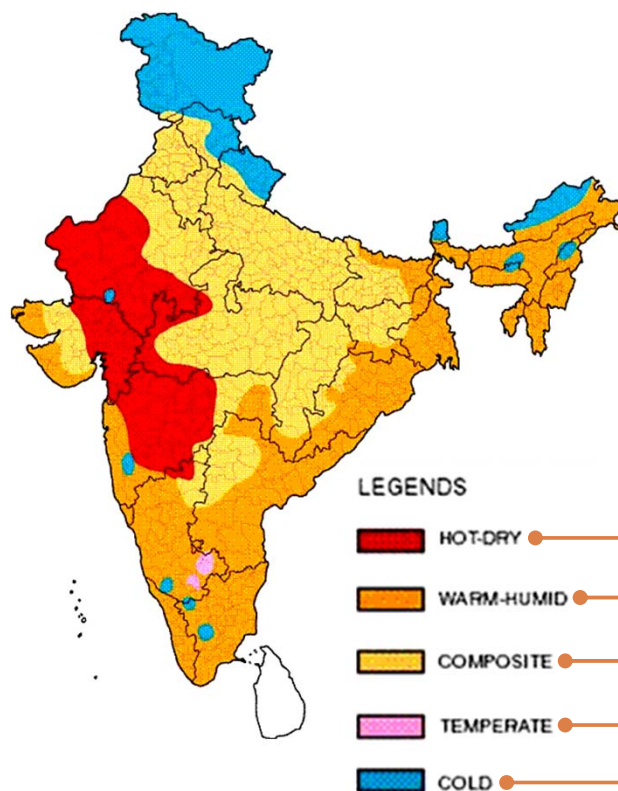 LEGENDS
HOT-DRY
WARM-HUMID
COMPOSITE
TEMPERATE
COLD